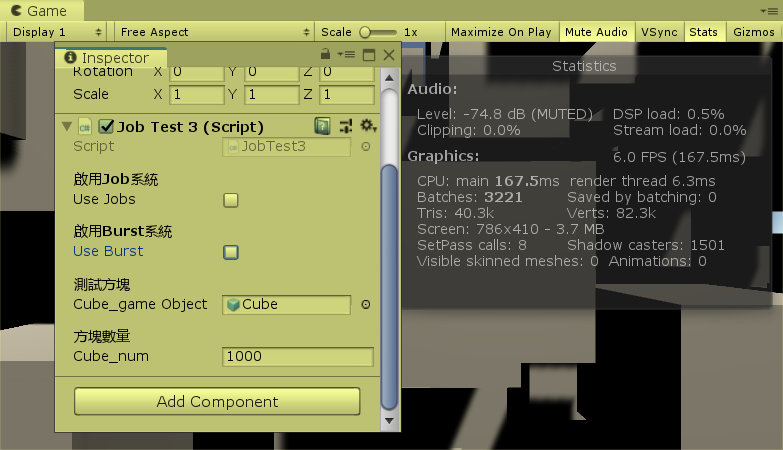 Game
Display 1 Free Aspect Scale 1x Maximize On Play Mute Audio VSync Stats Gizmos
Inspector
Rotation X 0 Y 0 Z 0
Scale X 1 Y 1 Z 1
Job Test 3 (Script)
Script JobTest3
啟用Job系統
Use Jobs
啟用Burst系統
Use Burst
測試方塊
Cube_game Object Cube
方塊數量
Cube_num 1000
Add Component
Statistics
Audio:
Level: -74.8 dB (MUTED) DSP load: 0.5%
Clipping: 0.0% Stream load: 0.0%
Graphics: 6.0 FPS (167.5ms)
CPU: main 167.5ms render thread 6.3ms
Batches: 3221 Saved by batching: 0
Tris: 40.3k Verts: 82.3k
Screen: 786x410 - 3.7 MB
SetPass calls: 8 Shadow casters: 1501
Visible skinned meshes: 0 Animations: 0